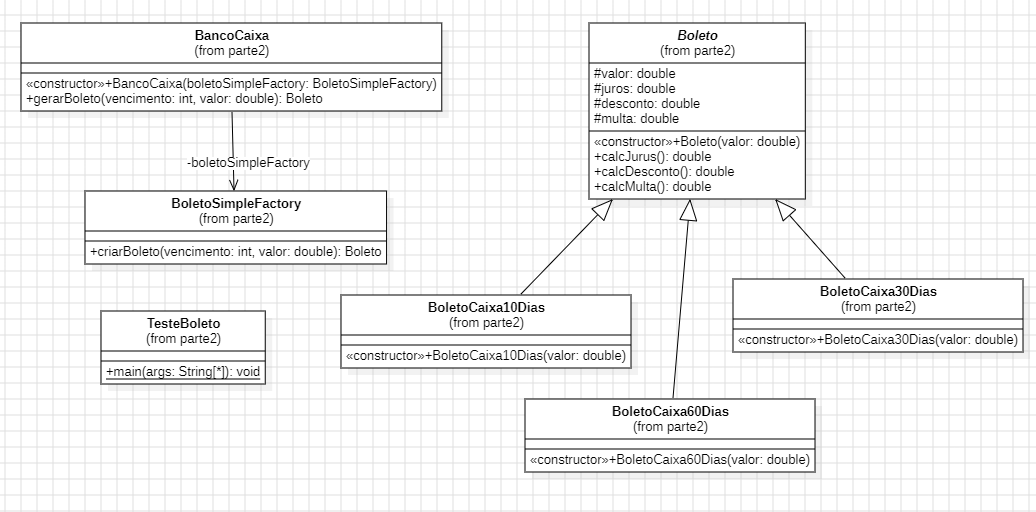 BancoCaixa
(from parte2)
«constructor»+BancoCaixa(boletoSimpleFactory: BoletoSimpleFactory)
+gerarBoleto(vencimento: int, valor: double): Boleto
-boletoSimpleFactory
BoletoSimpleFactory
(from parte2)
+criarBoleto(vencimento: int, valor: double): Boleto
TesteBoleto
(from parte2)
+main(args: String[*]): void
Boleto
(from parte2)
#valor: double
#juros: double
#desconto: double
#multa: double
«constructor»+Boleto(valor: double)
+calcJurus(): double
+calcDesconto(): double
+calcMulta(): double
BoletoCaixa10Dias
(from parte2)
«constructor»+BoletoCaixa10Dias(valor: double)
BoletoCaixa30Dias
(from parte2)
«constructor»+BoletoCaixa30Dias(valor: double)
BoletoCaixa60Dias
(from parte2)
«constructor»+BoletoCaixa60Dias(valor: double)